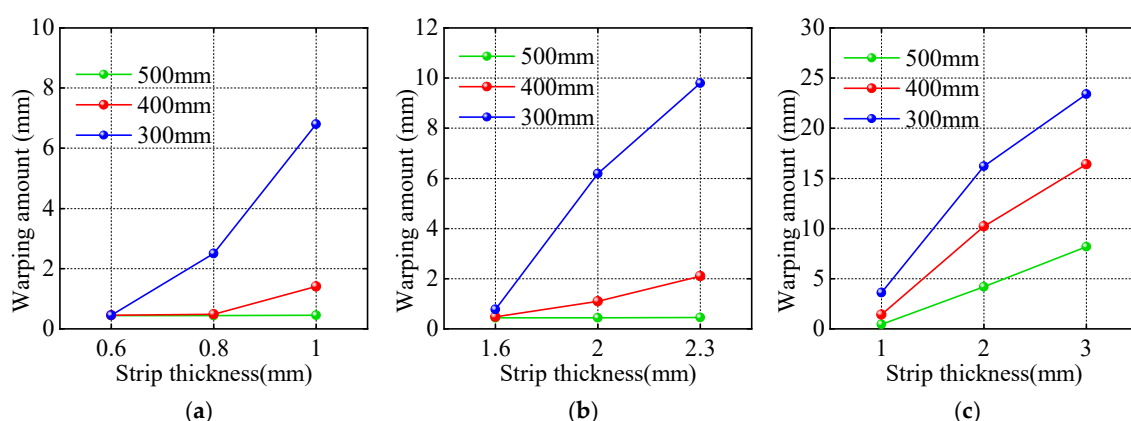 10
8
6
4
2
0
Warping amount (mm)
500mm
400mm
300mm
0.6 0.8 1
Strip thickness(mm)
(a)
12
10
8
6
4
2
0
Warping amount (mm)
500mm
400mm
300mm
1.6 2 2.3
Strip thickness(mm)
(b)
30
25
20
15
10
5
0
Warping amount (mm)
500mm
400mm
300mm
1 2 3
Strip thickness(mm)
(c)